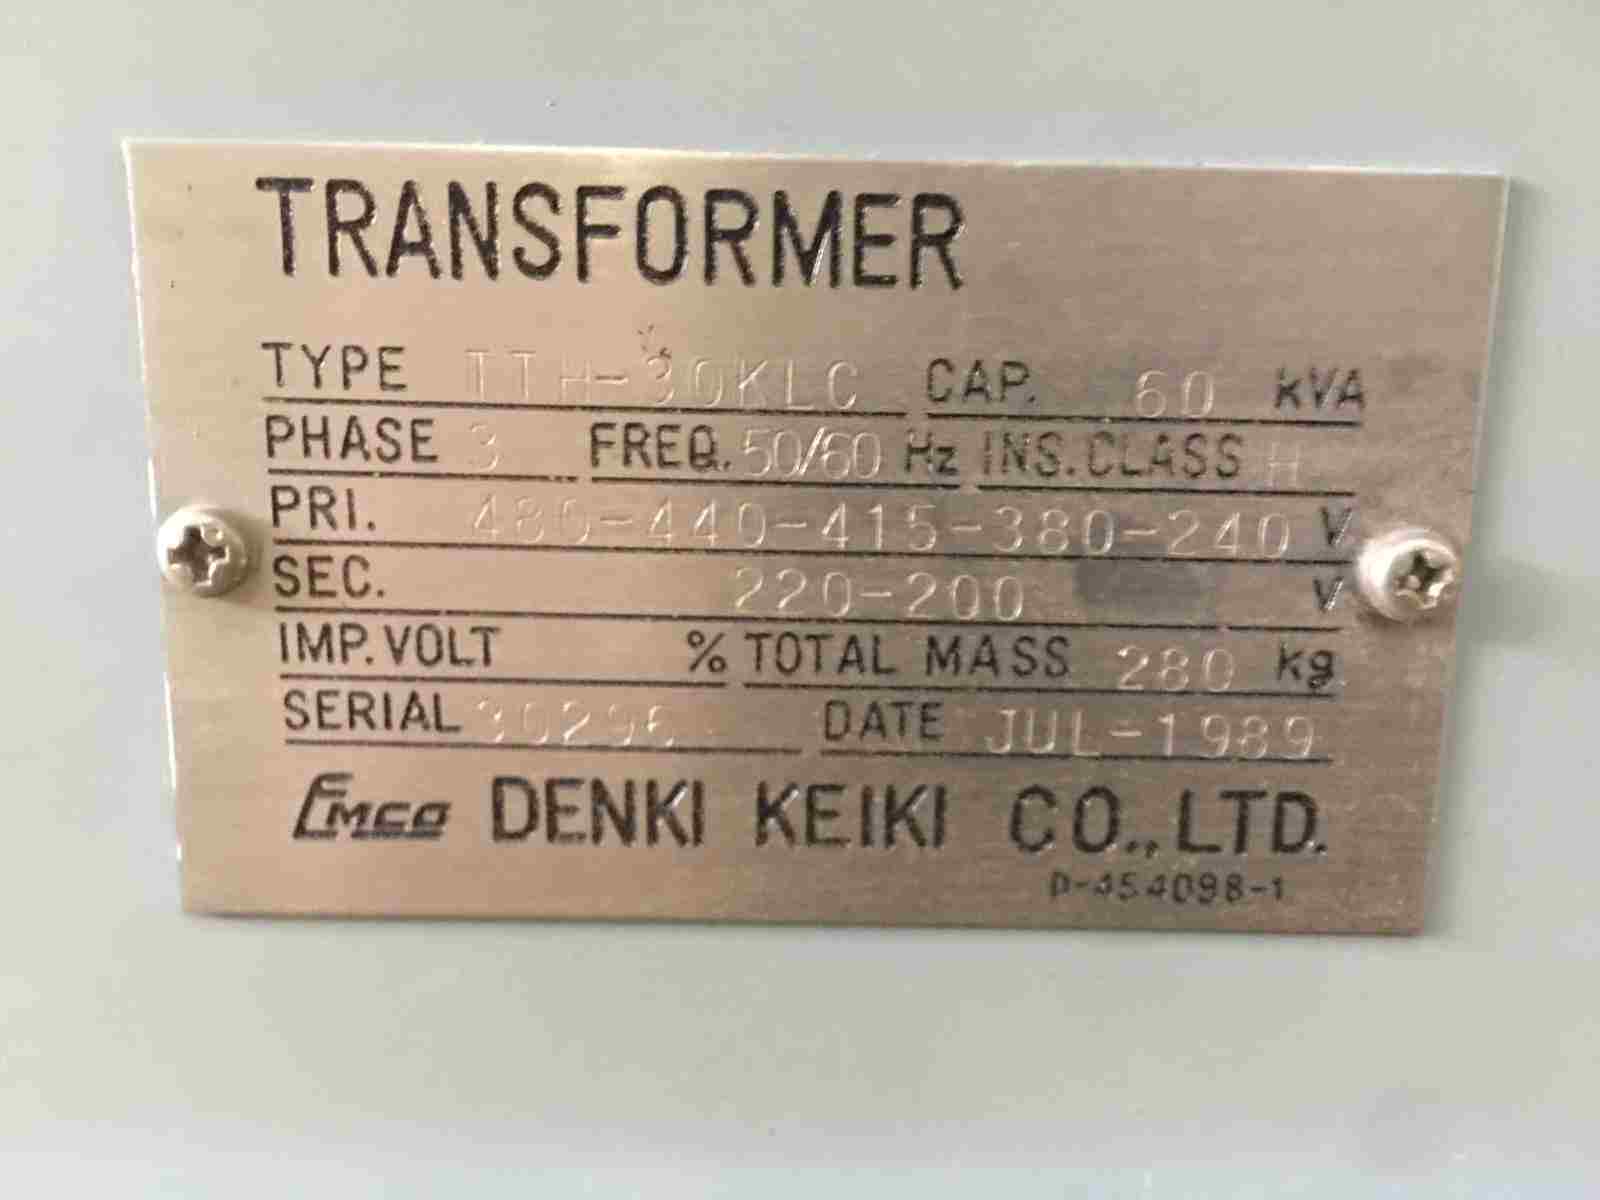 TRANSFORMER
TYPE TTH-30KLC CAP. 60 kVA
PHASE 3 FREQ. 50/60 Hz INS. CLASS H
PRI. 480-440-415-380-240 V
SEC. 220-200 V
IMP. VOLT % TOTAL MASS 280 kg
SERIAL 30296 DATE JUL-1989
EMCO DENKI KEIKI CO., LTD.
D-454098-1